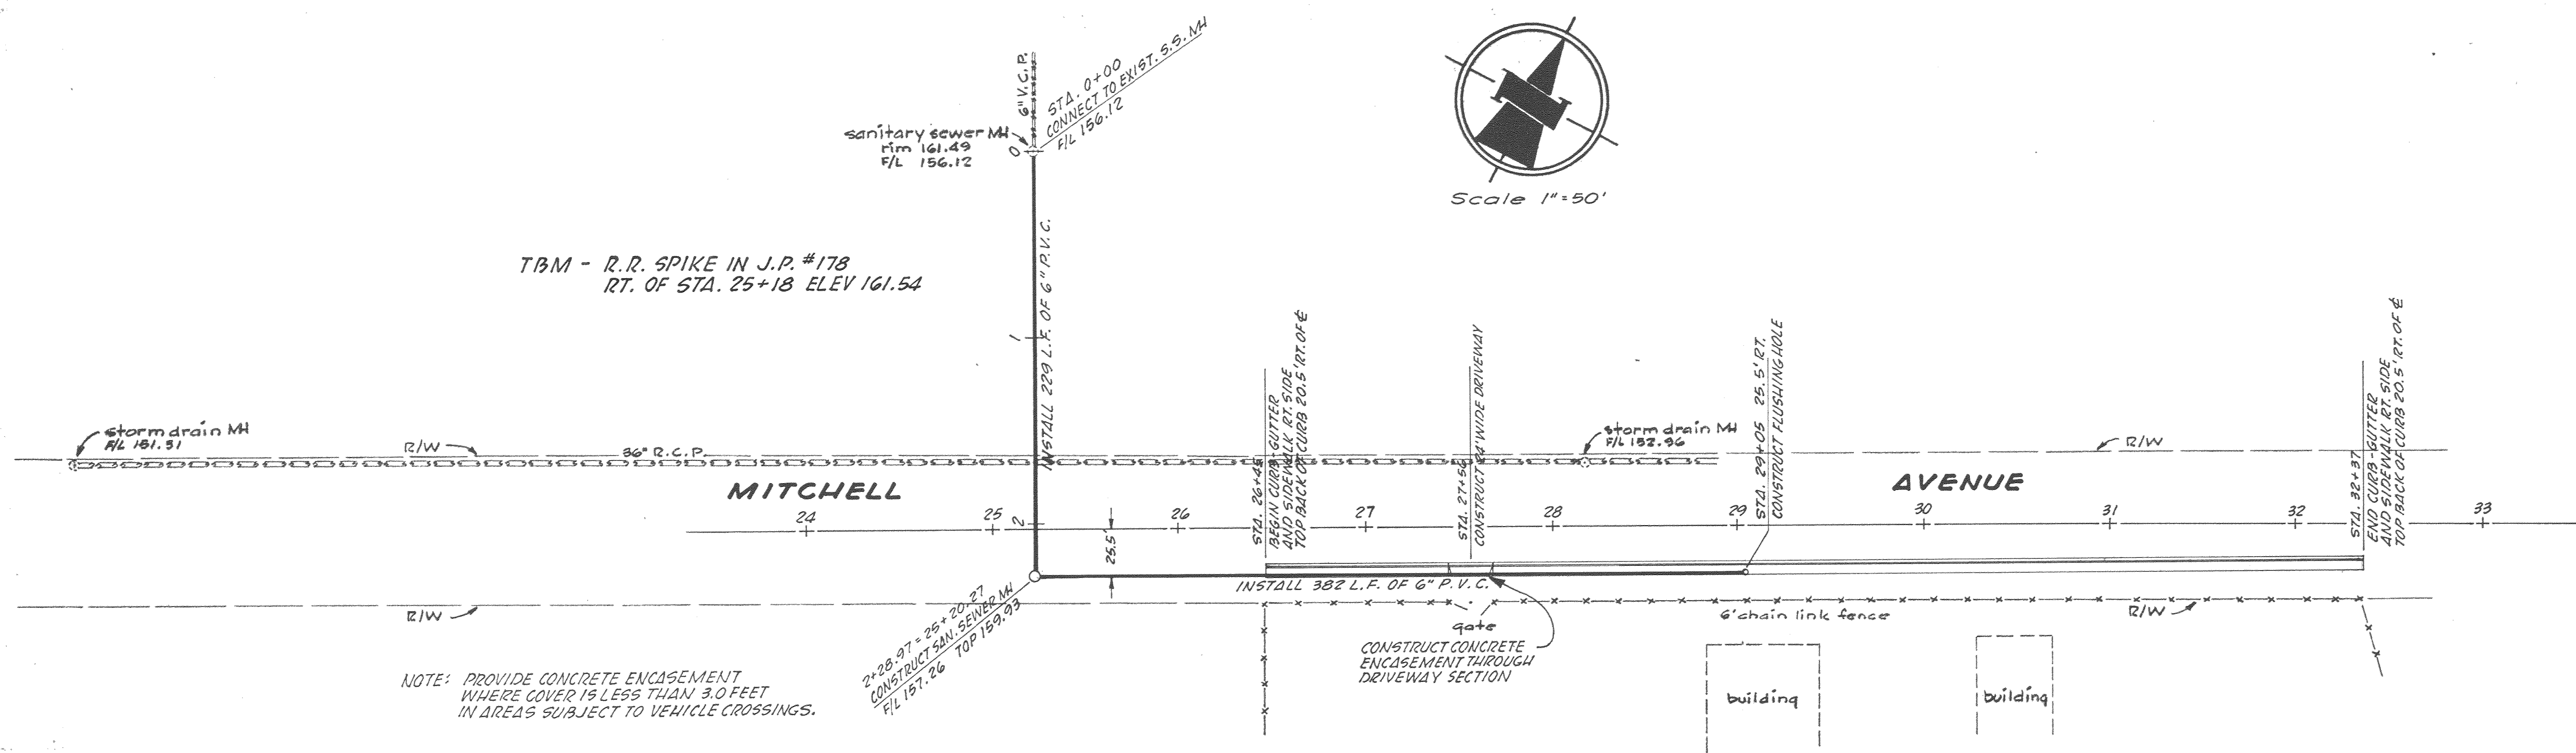 6" V.C.P.
STA. 0+00
CONNECT TO EXIST. S.S. MH
F/L 156.12
sanitary sewer MH
rim 161.49
F/L 156.12
0
Scale 1"=50'
TBM - R.R. SPIKE IN J.P. #178
RT. OF STA. 25+18 ELEV 161.54
INSTALL 229 L.F. OF 6" P.V.C.
1
2
storm drain MH
F/L 151.51
R/W
36" R.C.P.
MITCHELL
AVENUE
24
25
26
27
28
29
30
31
32
33
25.5'
STA. 26+45
BEGIN CURB-GUTTER
AND SIDEWALK RT. SIDE
TOP BACK OF CURB 20.5' RT. OF ℄
STA. 27+56
CONSTRUCT 24' WIDE DRIVEWAY
storm drain MH
F/L 152.96
STA. 29+05 25.5' RT.
CONSTRUCT FLUSHING HOLE
R/W
STA. 32+37
END CURB-GUTTER
AND SIDEWALK RT. SIDE
TOP BACK OF CURB 20.5' RT. OF ℄
INSTALL 382 L.F. OF 6" P.V.C.
R/W
2+28.97 = 25+20.27
CONSTRUCT SAN. SEWER MH
F/L 157.26 TOP 159.93
gate
6' chain link fence
R/W
CONSTRUCT CONCRETE
ENCASEMENT THROUGH
DRIVEWAY SECTION
NOTE: PROVIDE CONCRETE ENCASEMENT
WHERE COVER IS LESS THAN 3.0 FEET
IN AREAS SUBJECT TO VEHICLE CROSSINGS.
building
building